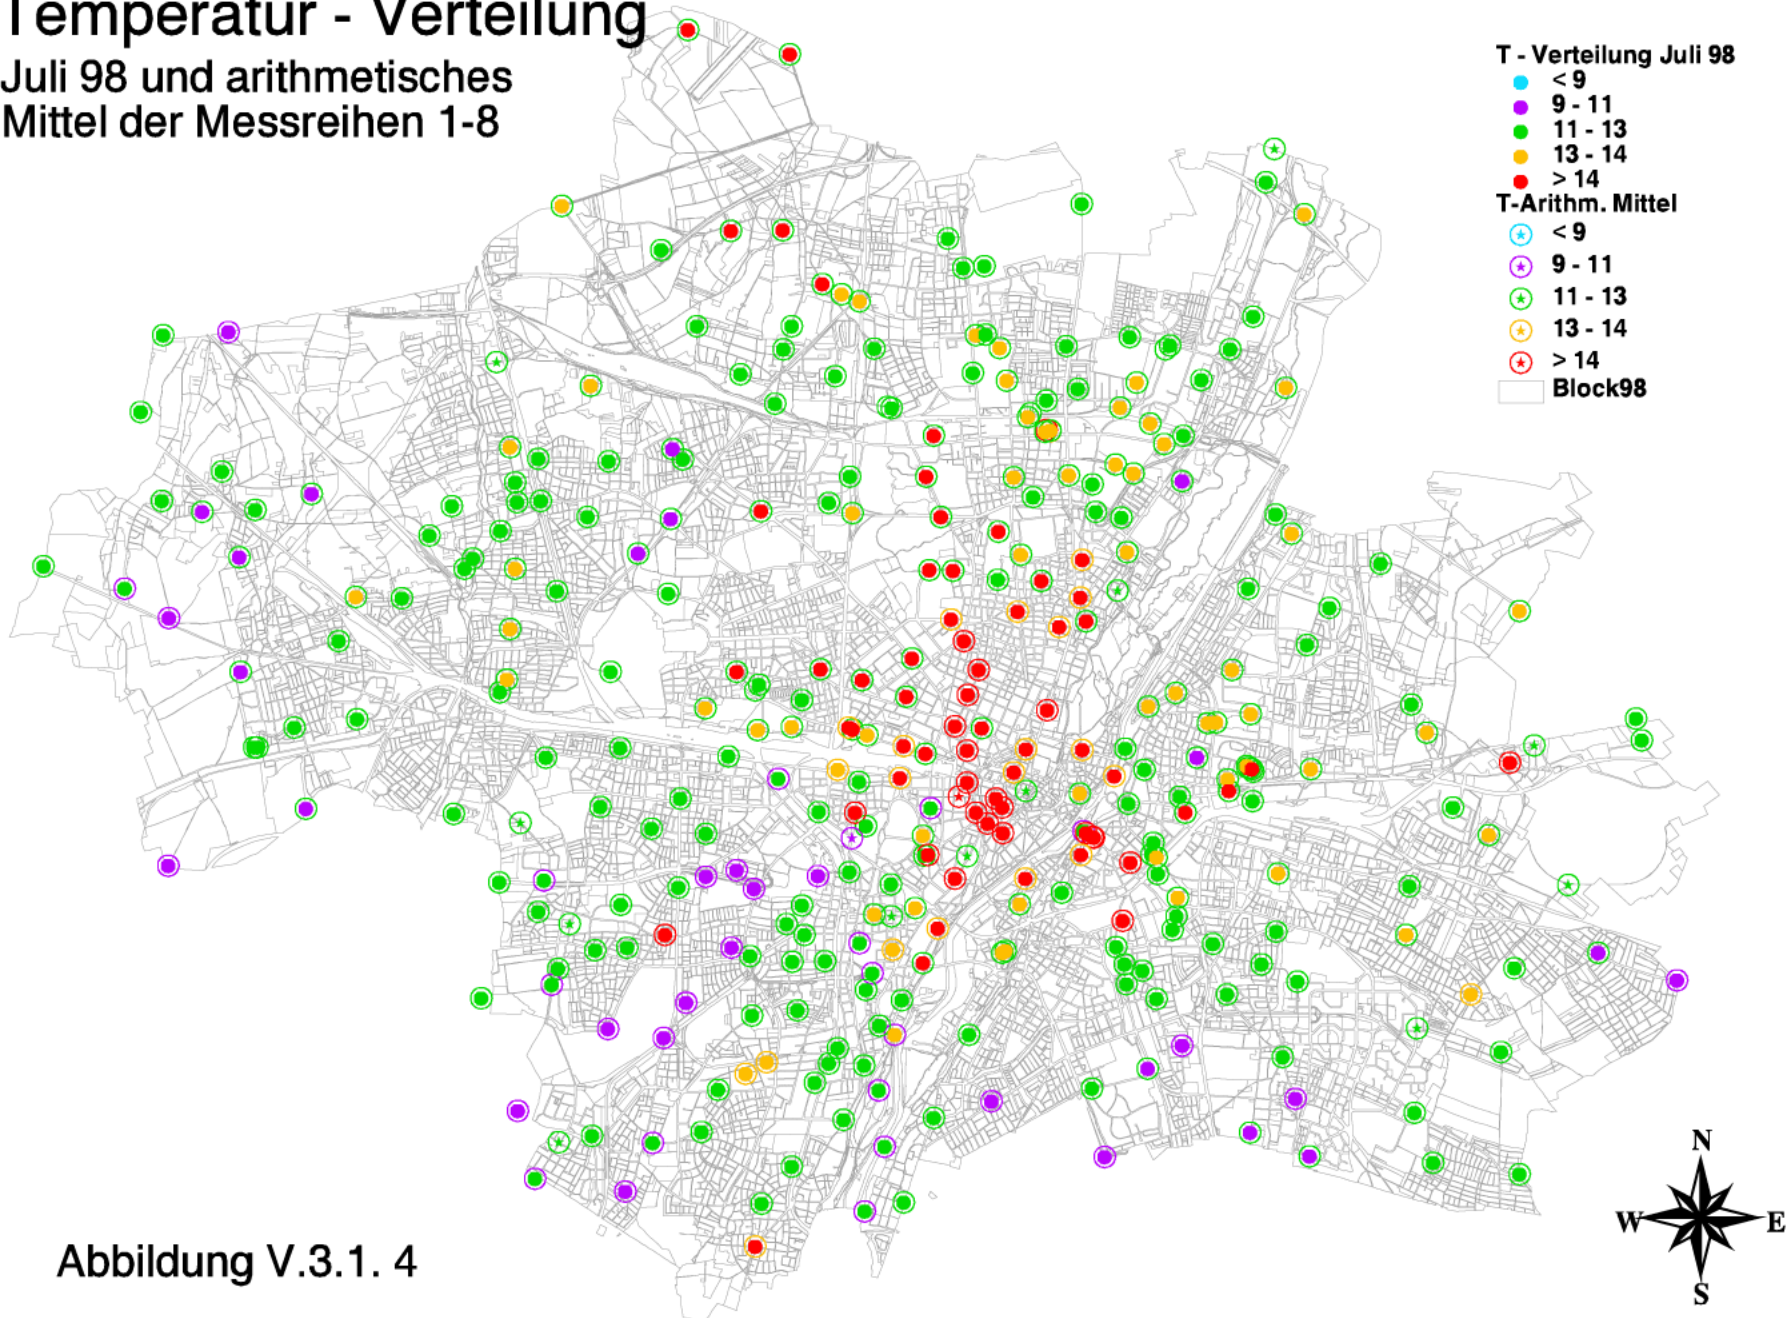 Temperatur - Verteilung
Juli 98 und arithmetisches
Mittel der Messreihen 1-8
T - Verteilung Juli 98
< 9
9 - 11
11 - 13
13 - 14
> 14
T-Arithm. Mittel
< 9
9 - 11
11 - 13
13 - 14
> 14
Block98
N
W E
S
Abbildung V.3.1. 4